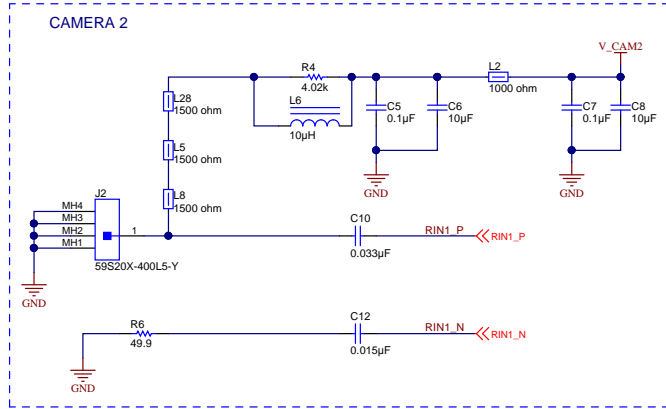 CAMERA 2
V_CAM2
R4
4.02k
L2
1000 ohm
L28
1500 ohm
L6
10µH
C5
0.1µF
C6
10µF
C7
0.1µF
C8
10µF
L5
1500 ohm
GND
GND
L8
1500 ohm
J2
MH4
MH3
MH2
MH1
1
59S20X-400L5-Y
C10
0.033µF
RIN1_P
RIN1_P
GND
R6
49.9
C12
0.015µF
RIN1_N
RIN1_N
GND